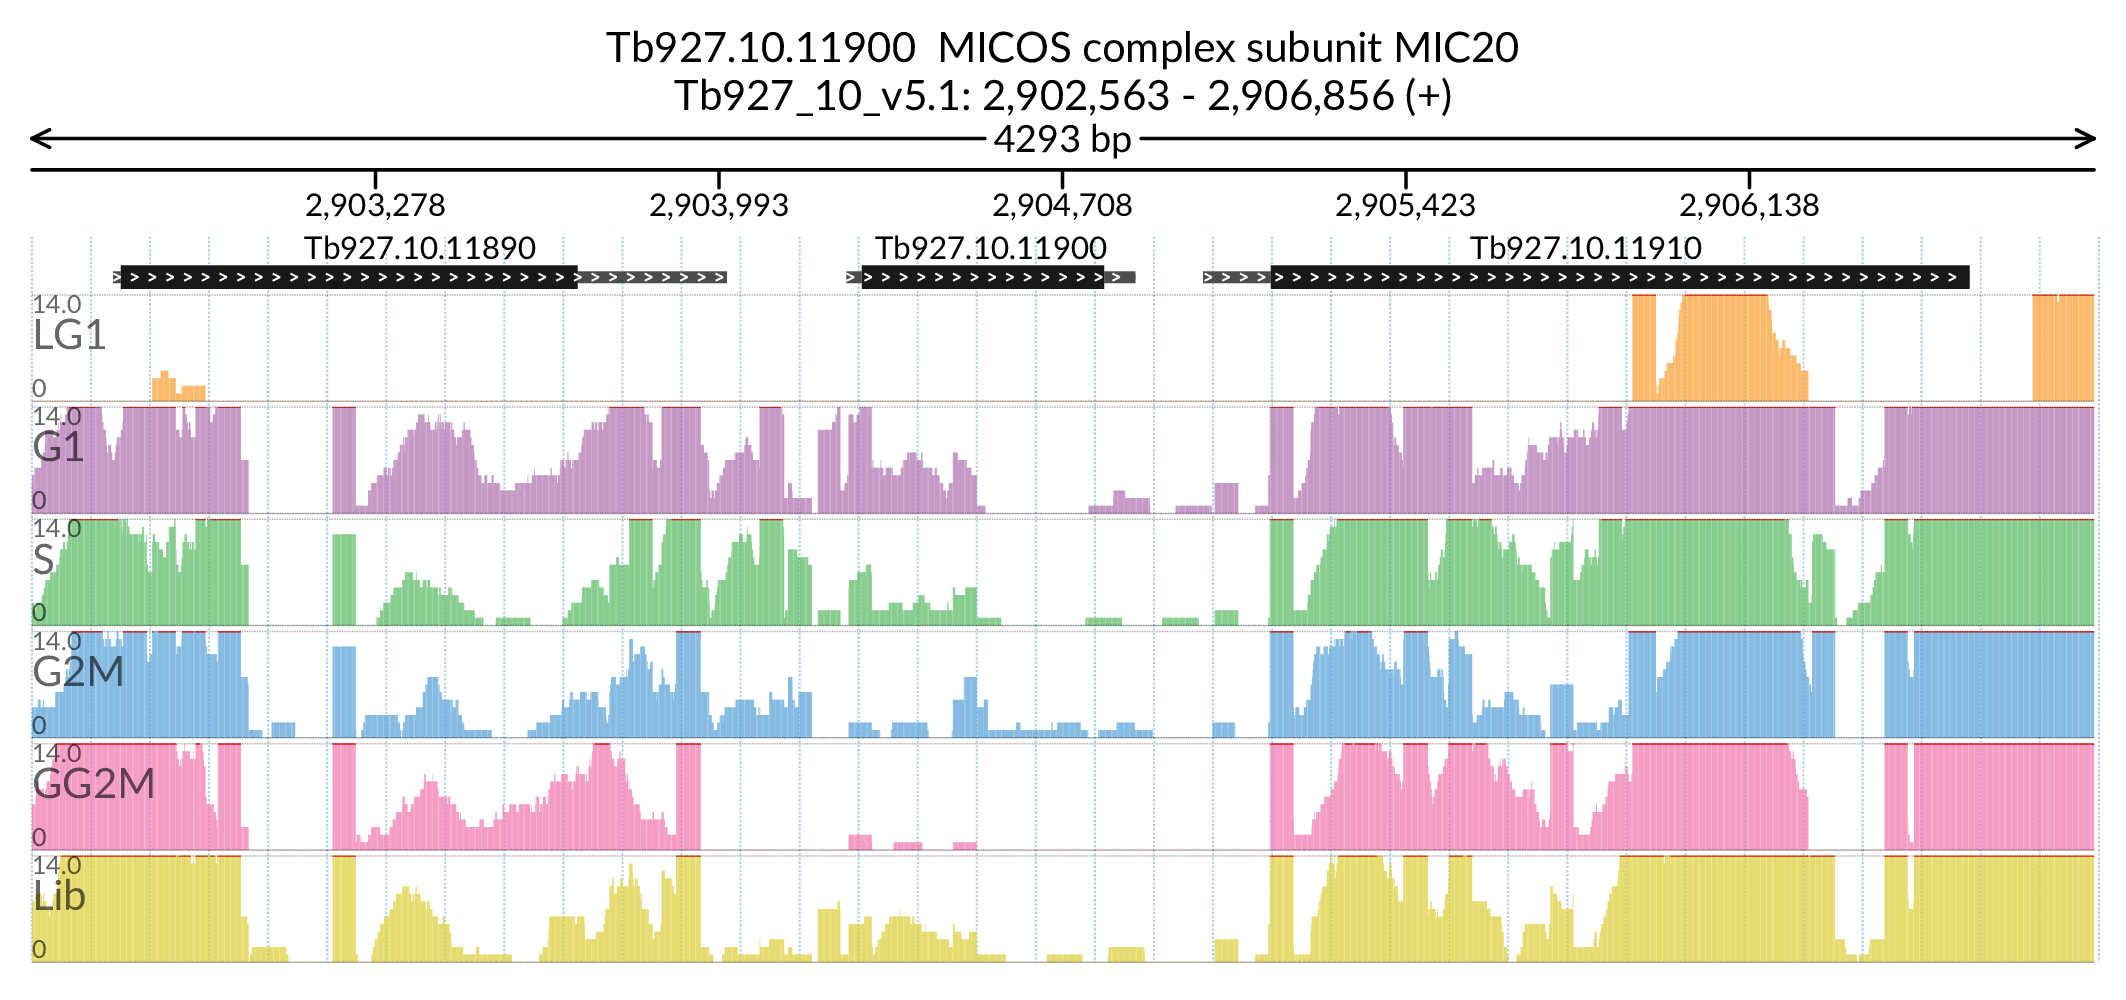 Tb927.10.11900  MICOS complex subunit MIC20
Tb927_10_v5.1: 2,902,563 - 2,906,856 (+)
4293 bp
2,903,278 2,903,993 2,904,708 2,905,423 2,906,138
Tb927.10.11890 Tb927.10.11900 Tb927.10.11910
14.0
LG1
0
14.0
G1
0
14.0
S
0
14.0
G2M
0
14.0
GG2M
0
14.0
Lib
0